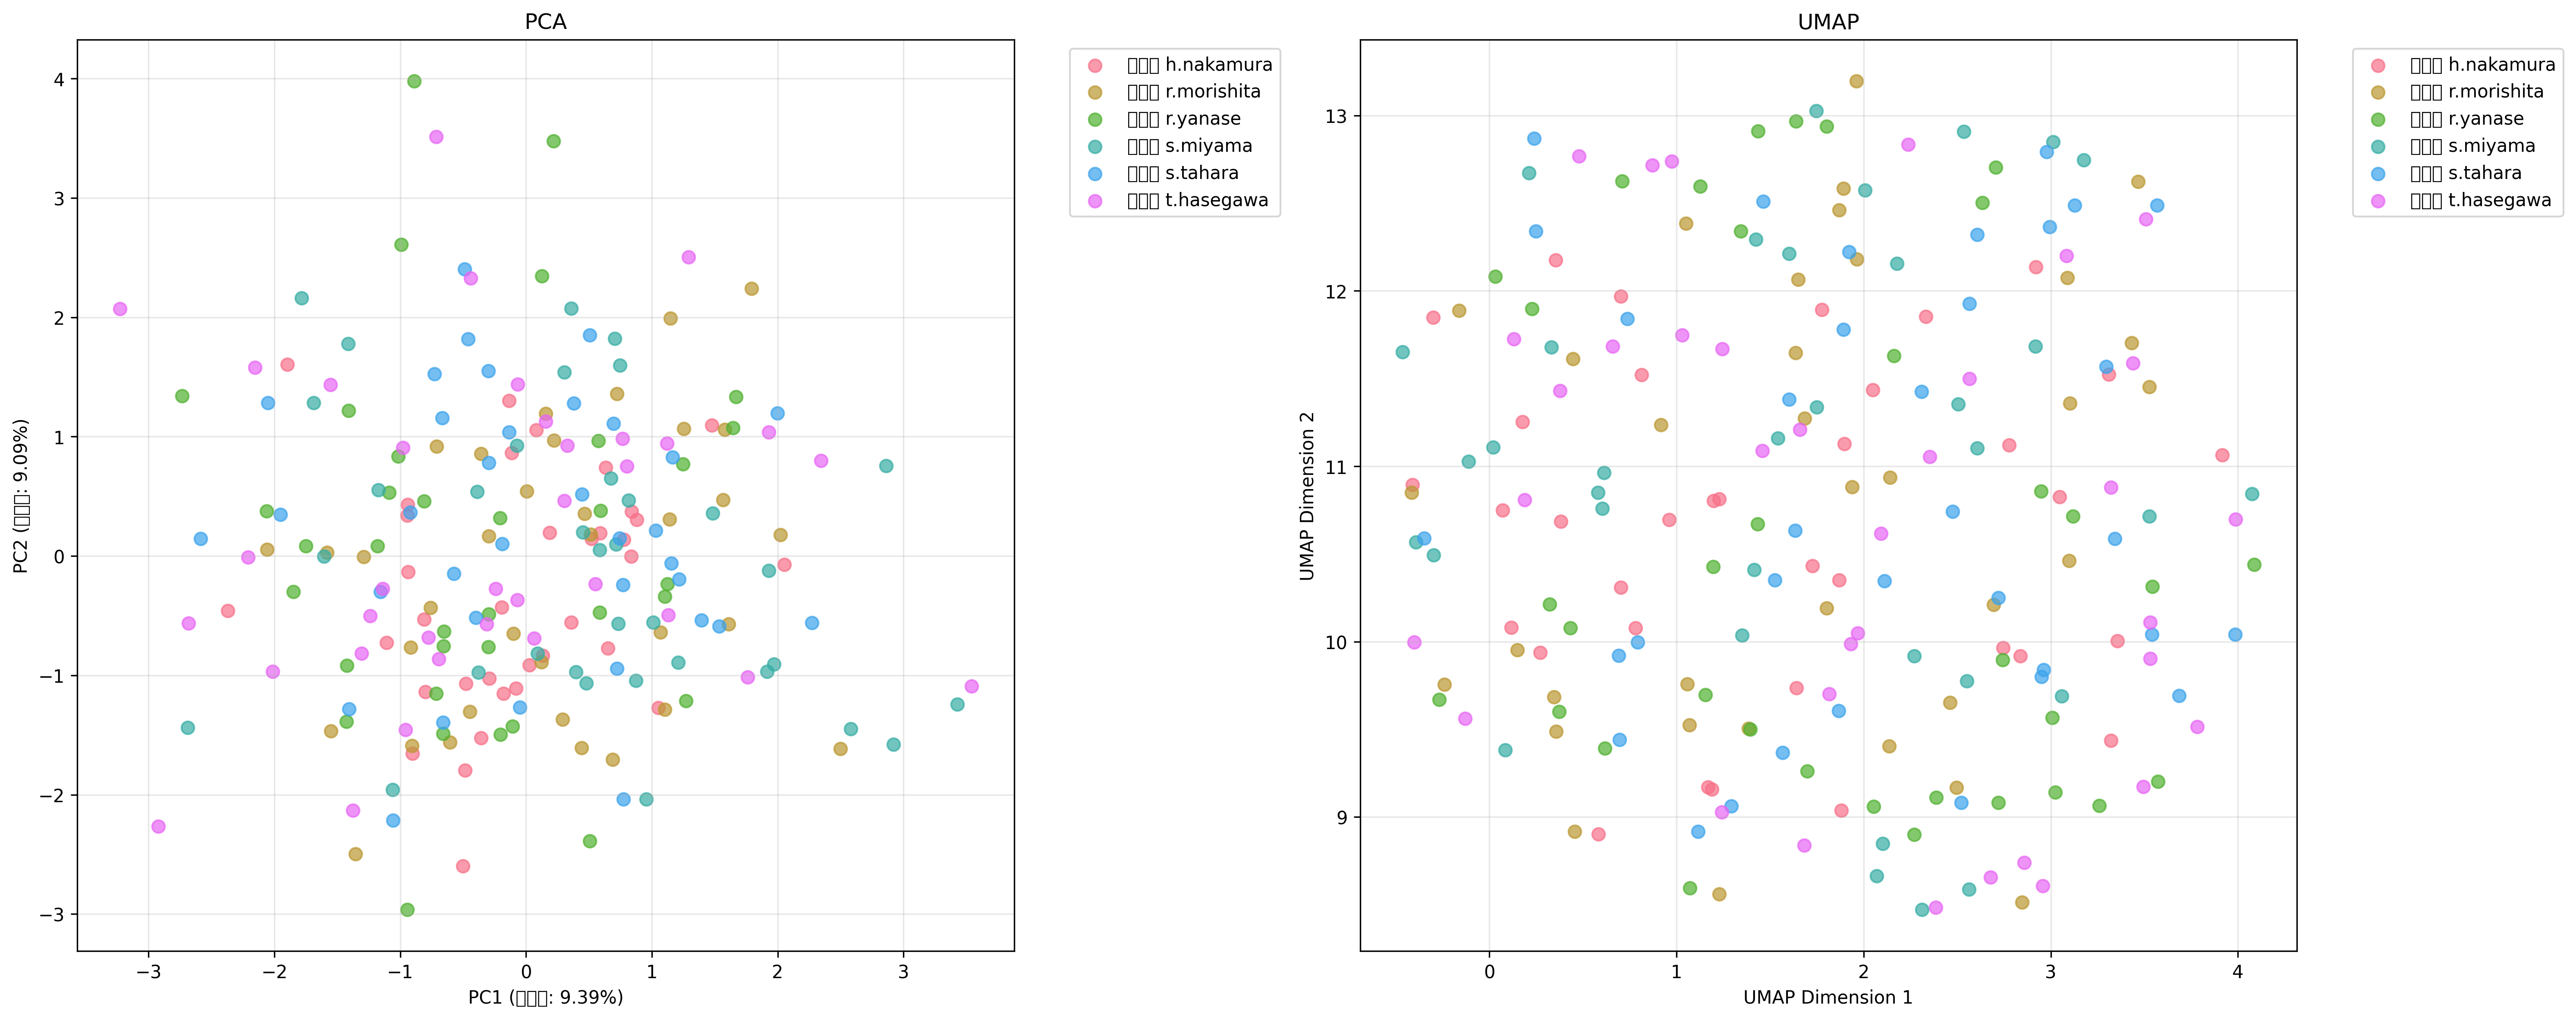 PCA
4
3
2
1
0
−1
−2
−3
PC2 (□□□: 9.09%)
−3 −2 −1 0 1 2 3
PC1 (□□□: 9.39%)
□□□ h.nakamura
□□□ r.morishita
□□□ r.yanase
□□□ s.miyama
□□□ s.tahara
□□□ t.hasegawa
UMAP
13
12
11
10
9
UMAP Dimension 2
0 1 2 3 4
UMAP Dimension 1
□□□ h.nakamura
□□□ r.morishita
□□□ r.yanase
□□□ s.miyama
□□□ s.tahara
□□□ t.hasegawa